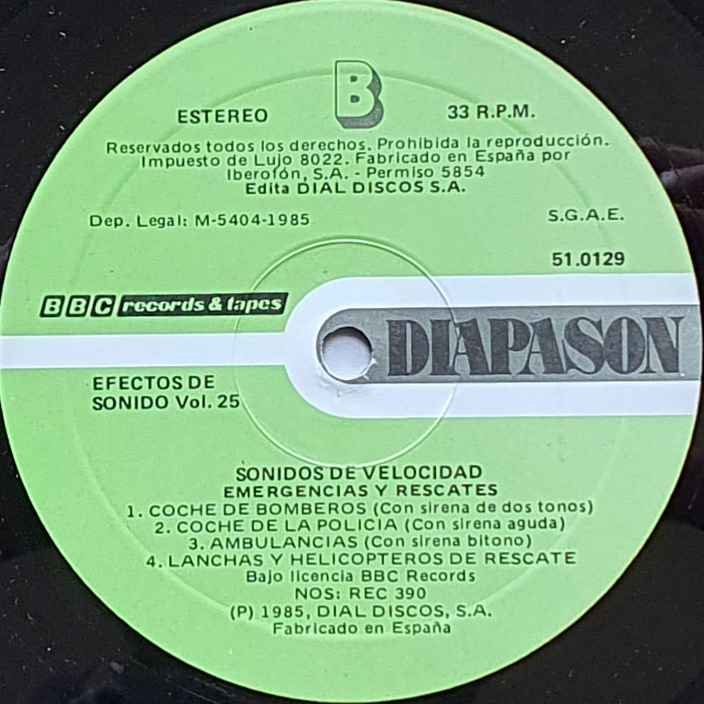 B
ESTEREO
33 R.P.M.
Reservados todos los derechos. Prohibida la reproducción.
Impuesto de Lujo 8022. Fabricado en España por
Iberofón, S.A. - Permiso 5854
Edita DIAL DISCOS S.A.
Dep. Legal: M-5404-1985
S.G.A.E.
51.0129
BBC records & tapes
DIAPASON
EFECTOS DE
SONIDO Vol. 25
SONIDOS DE VELOCIDAD
EMERGENCIAS Y RESCATES
1. COCHE DE BOMBEROS (Con sirena de dos tonos)
2. COCHE DE LA POLICIA (Con sirena aguda)
3. AMBULANCIAS (Con sirena bitono)
4. LANCHAS Y HELICOPTEROS DE RESCATE
Bajo licencia BBC Records
NOS: REC 390
(P) 1985, DIAL DISCOS, S.A.
Fabricado en España